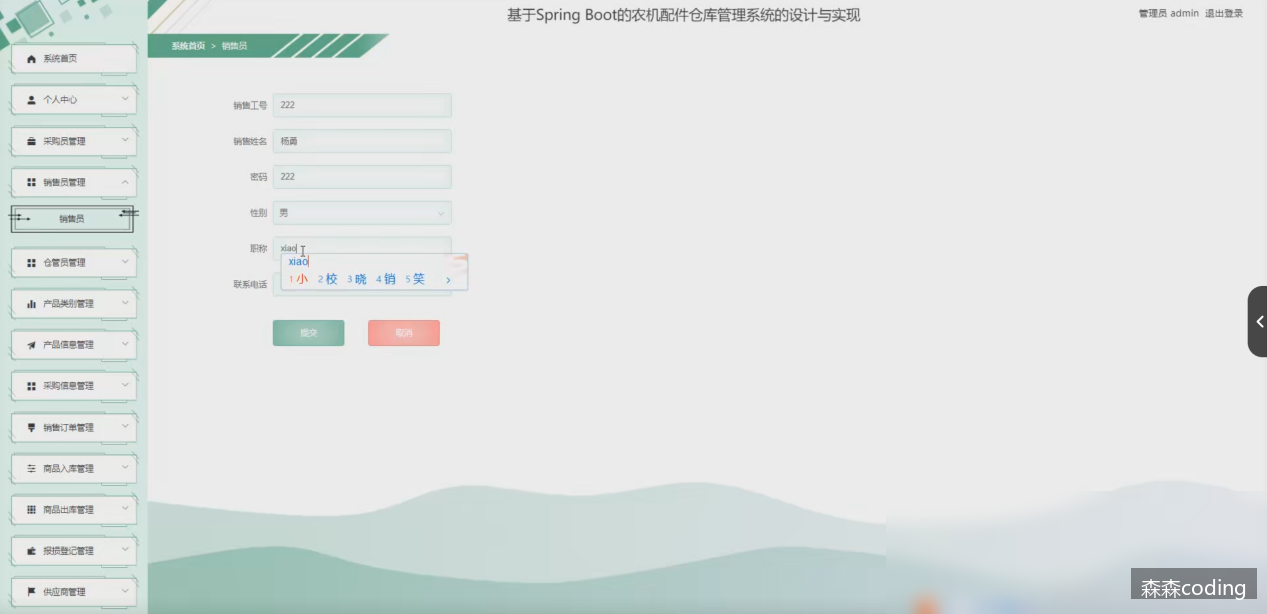 基于Spring Boot的农机配件仓库管理系统的设计与实现
管理员 admin 退出登录
系统首页 > 销售员
系统首页
个人中心
采购员管理
销售员管理
销售员
仓管员管理
产品类别管理
产品信息管理
采购信息管理
销售订单管理
商品入库管理
商品出库管理
报损登记管理
供应商管理
销售工号 222
销售姓名 杨勇
密码 222
性别 男
职称 xiao
xiao
1 小 2 校 3 晓 4 销 5 笑
联系电话
提交 取消
森森coding